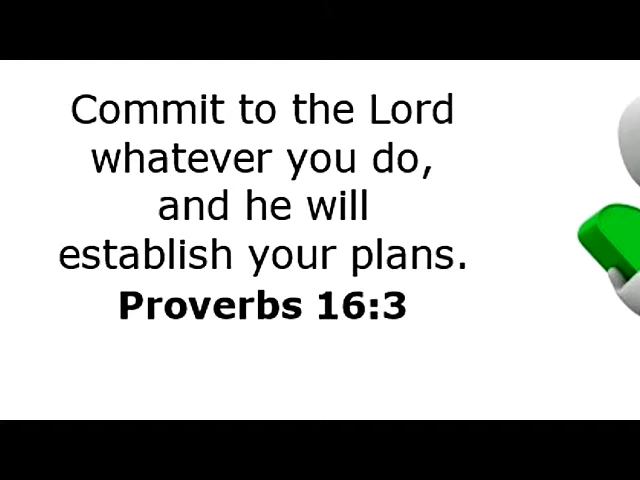 Commit to the Lord
whatever you do,
and he will
establish your plans.
Proverbs 16:3